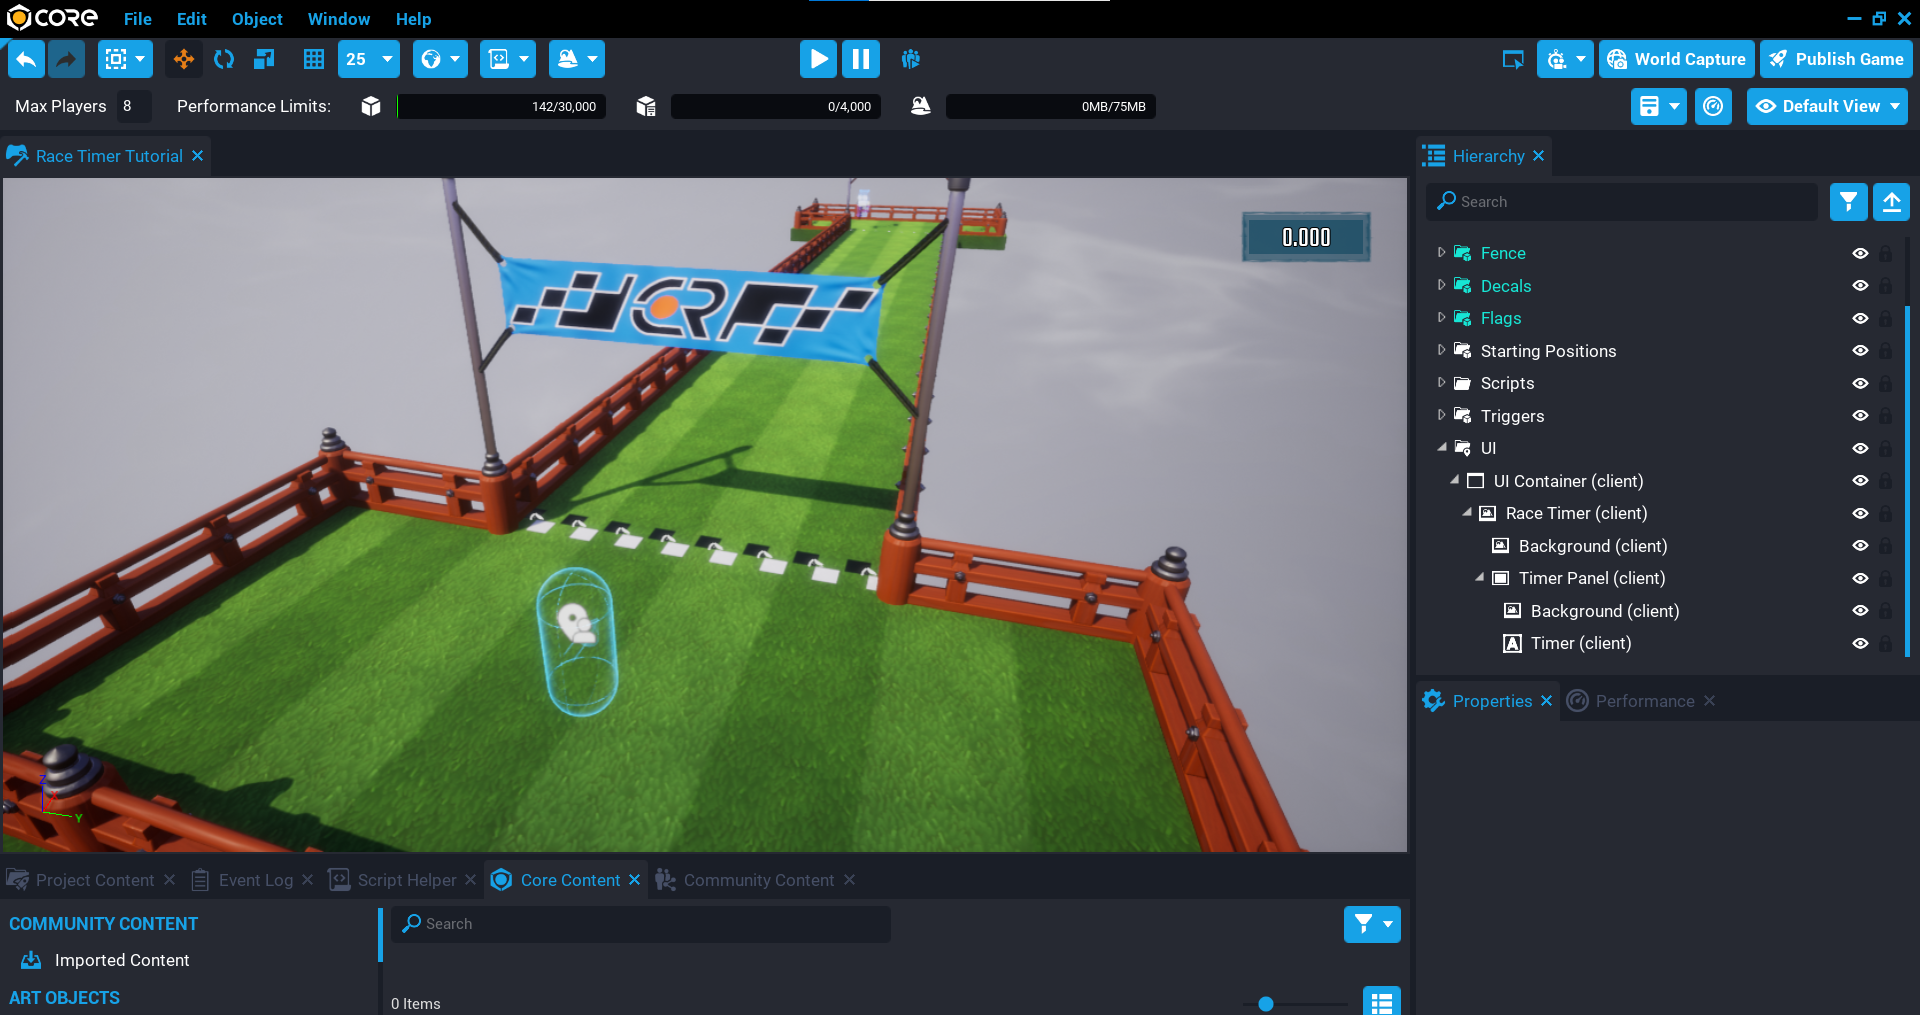 CORE File Edit Object Window Help
25 World Capture Publish Game
Max Players 8 Performance Limits: 142/30,000 0/4,000 0MB/75MB Default View
Race Timer Tutorial
Hierarchy
Search
0.000
Fence
Decals
Flags
Starting Positions
Scripts
Triggers
UI
UI Container (client)
Race Timer (client)
Background (client)
Timer Panel (client)
Background (client)
Timer (client)
Properties Performance
Z
X
Y
Project Content Event Log Script Helper Core Content Community Content
COMMUNITY CONTENT
Search
Imported Content
ART OBJECTS
0 Items